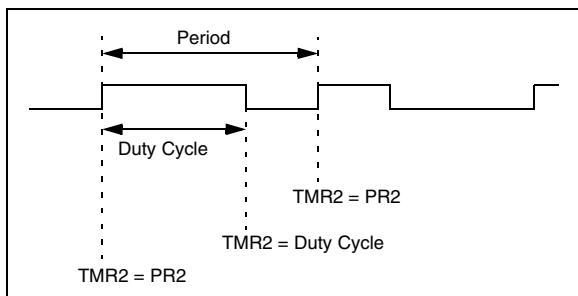 Period
Duty Cycle
TMR2 = PR2
TMR2 = Duty Cycle
TMR2 = PR2